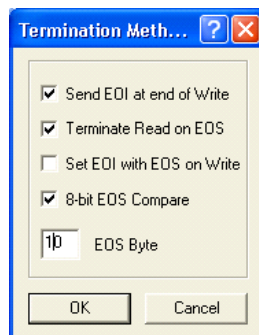 Termination Meth...
Send EOI at end of Write
Terminate Read on EOS
Set EOI with EOS on Write
8-bit EOS Compare
10 EOS Byte
OK Cancel